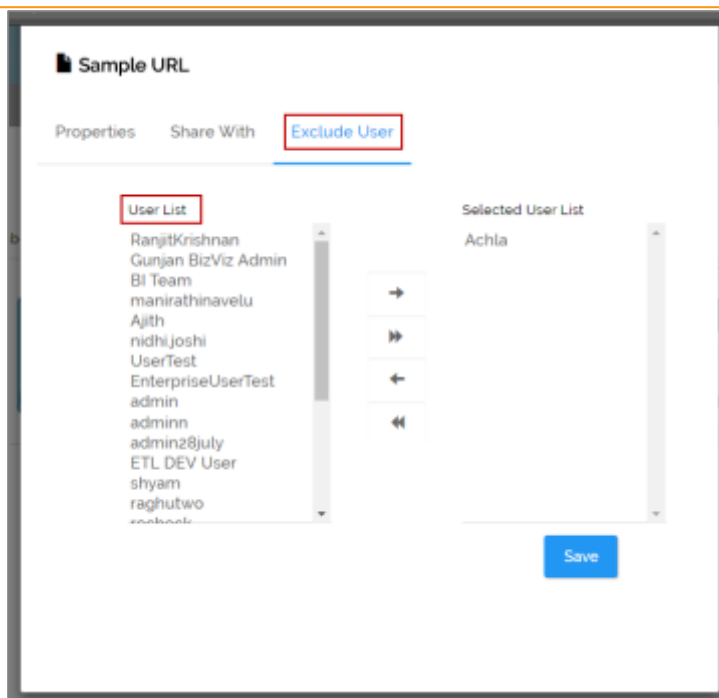 Sample URL
Properties Share With Exclude User
User List
RanjitKrishnan
Gunjan BizViz Admin
BI Team
manirathinavelu
Ajith
nidhi.joshi
UserTest
EnterpriseUserTest
admin
adminn
admin28july
ETL DEV User
shyam
raghutwo
Selected User List
Achla
Save